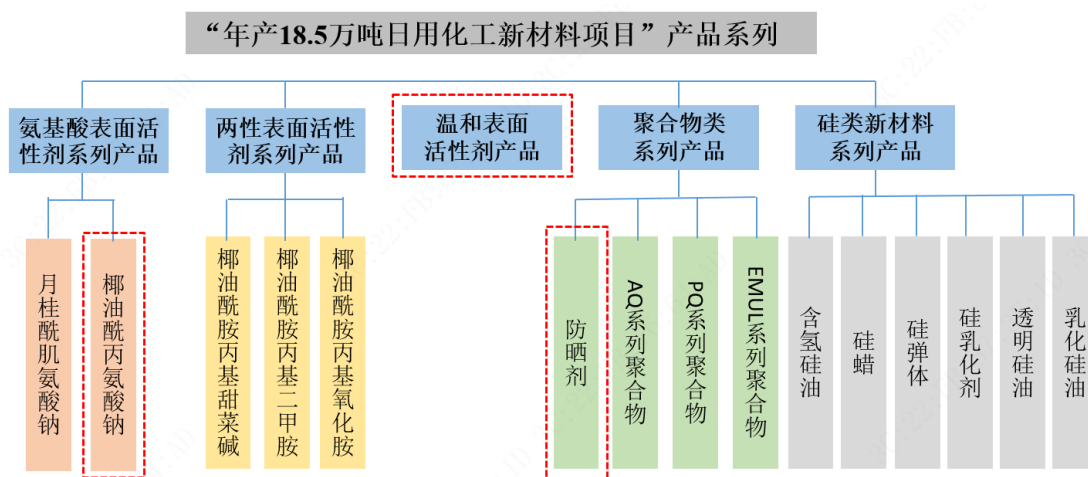 “年产18.5万吨日用化工新材料项目”产品系列
氨基酸表面活
性剂系列产品
两性表面活性
剂系列产品
温和表面
活性剂产品
聚合物类
系列产品
硅类新材料
系列产品
月桂酰肌氨酸钠
椰油酰丙氨酸钠
椰油酰胺丙基甜菜碱
椰油酰胺丙基二甲胺
椰油酰胺丙基氧化胺
防晒剂
AQ系列聚合物
PQ系列聚合物
EMUL系列聚合物
含氢硅油
硅蜡
硅弹体
硅乳化剂
透明硅油
乳化硅油